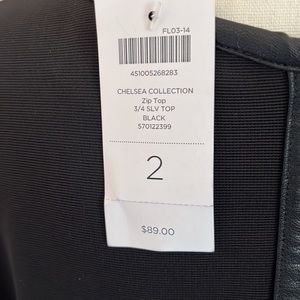 FL03-14
451005268283
CHELSEA COLLECTION
Zip Top
3/4 SLV TOP
BLACK
570122399
2
$89.00